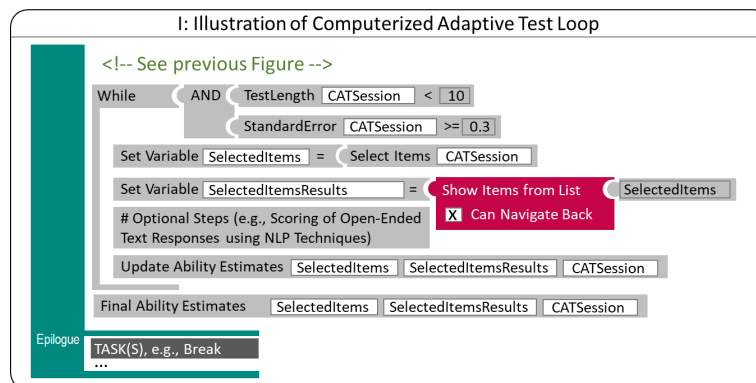 I: Illustration of Computerized Adaptive Test Loop
<!-- See previous Figure -->
While AND TestLength CATSession < 10
StandardError CATSession >= 0.3
Set Variable SelectedItems = Select Items CATSession
Set Variable SelectedItemsResults = Show Items from List SelectedItems
X Can Navigate Back
# Optional Steps (e.g., Scoring of Open-Ended
Text Responses using NLP Techniques)
Update Ability Estimates SelectedItems SelectedItemsResults CATSession
Final Ability Estimates SelectedItems SelectedItemsResults CATSession
Epilogue
TASK(S), e.g., Break
...